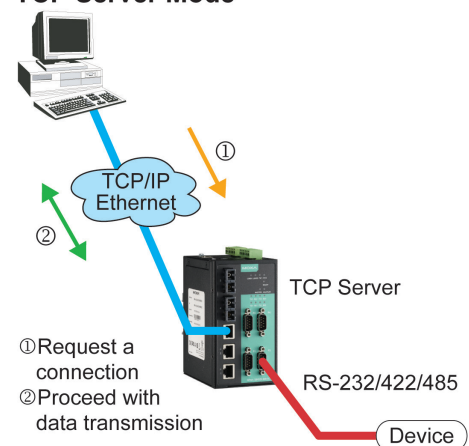 TCP Server Mode
①
TCP/IP
Ethernet
②
TCP Server
①Request a
connection
②Proceed with
data transmission
RS-232/422/485
Device